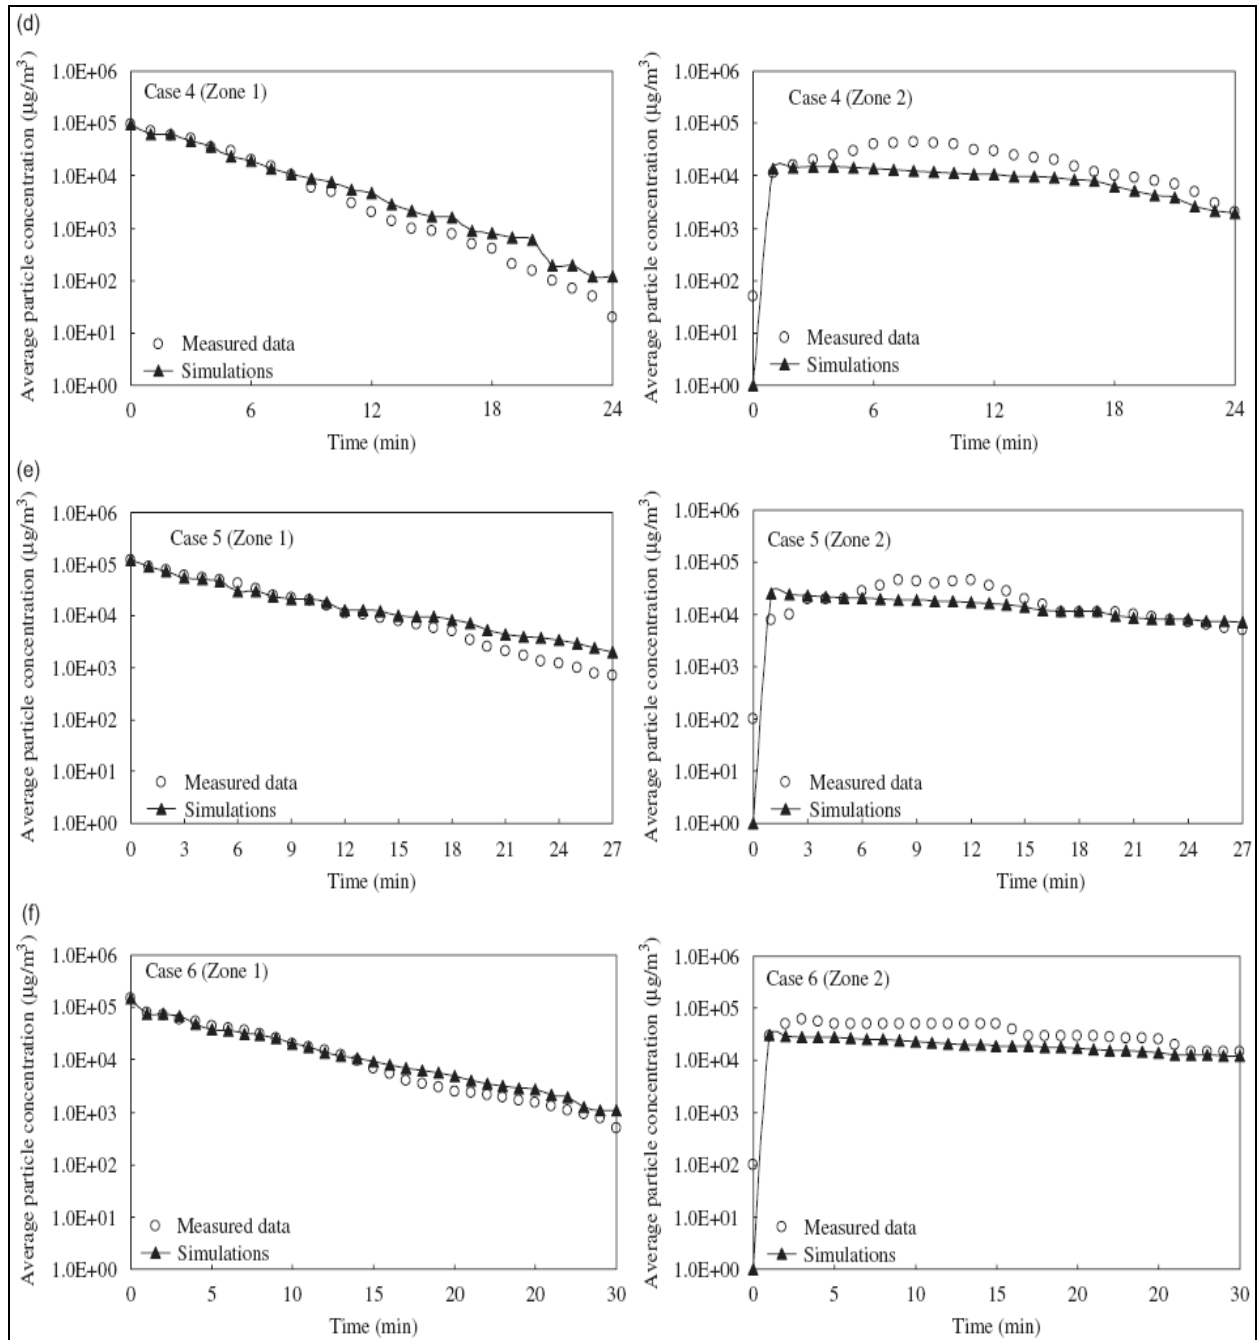 (d)
Average particle concentration (µg/m³)
1.0E+06
1.0E+05
1.0E+04
1.0E+03
1.0E+02
1.0E+01
1.0E+00
Case 4 (Zone 1)
Measured data
Simulations
0 6 12 18 24
Time (min)
Average particle concentration (µg/m³)
1.0E+06
1.0E+05
1.0E+04
1.0E+03
1.0E+02
1.0E+01
1.0E+00
Case 4 (Zone 2)
Measured data
Simulations
0 6 12 18 24
Time (min)
(e)
Average particle concentration (µg/m³)
1.0E+06
1.0E+05
1.0E+04
1.0E+03
1.0E+02
1.0E+01
1.0E+00
Case 5 (Zone 1)
Measured data
Simulations
0 3 6 9 12 15 18 21 24 27
Time (min)
Average particle concentration (µg/m³)
1.0E+06
1.0E+05
1.0E+04
1.0E+03
1.0E+02
1.0E+01
1.0E+00
Case 5 (Zone 2)
Measured data
Simulations
0 3 6 9 12 15 18 21 24 27
Time (min)
(f)
Average particle concentration (µg/m³)
1.0E+06
1.0E+05
1.0E+04
1.0E+03
1.0E+02
1.0E+01
1.0E+00
Case 6 (Zone 1)
Measured data
Simulations
0 5 10 15 20 20 30
Time (min)
Average particle concentration (µg/m³)
1.0E+06
1.0E+05
1.0E+04
1.0E+03
1.0E+02
1.0E+01
1.0E+00
Case 6 (Zone 2)
Measured data
Simulations
0 5 10 15 20 20 30
Time (min)